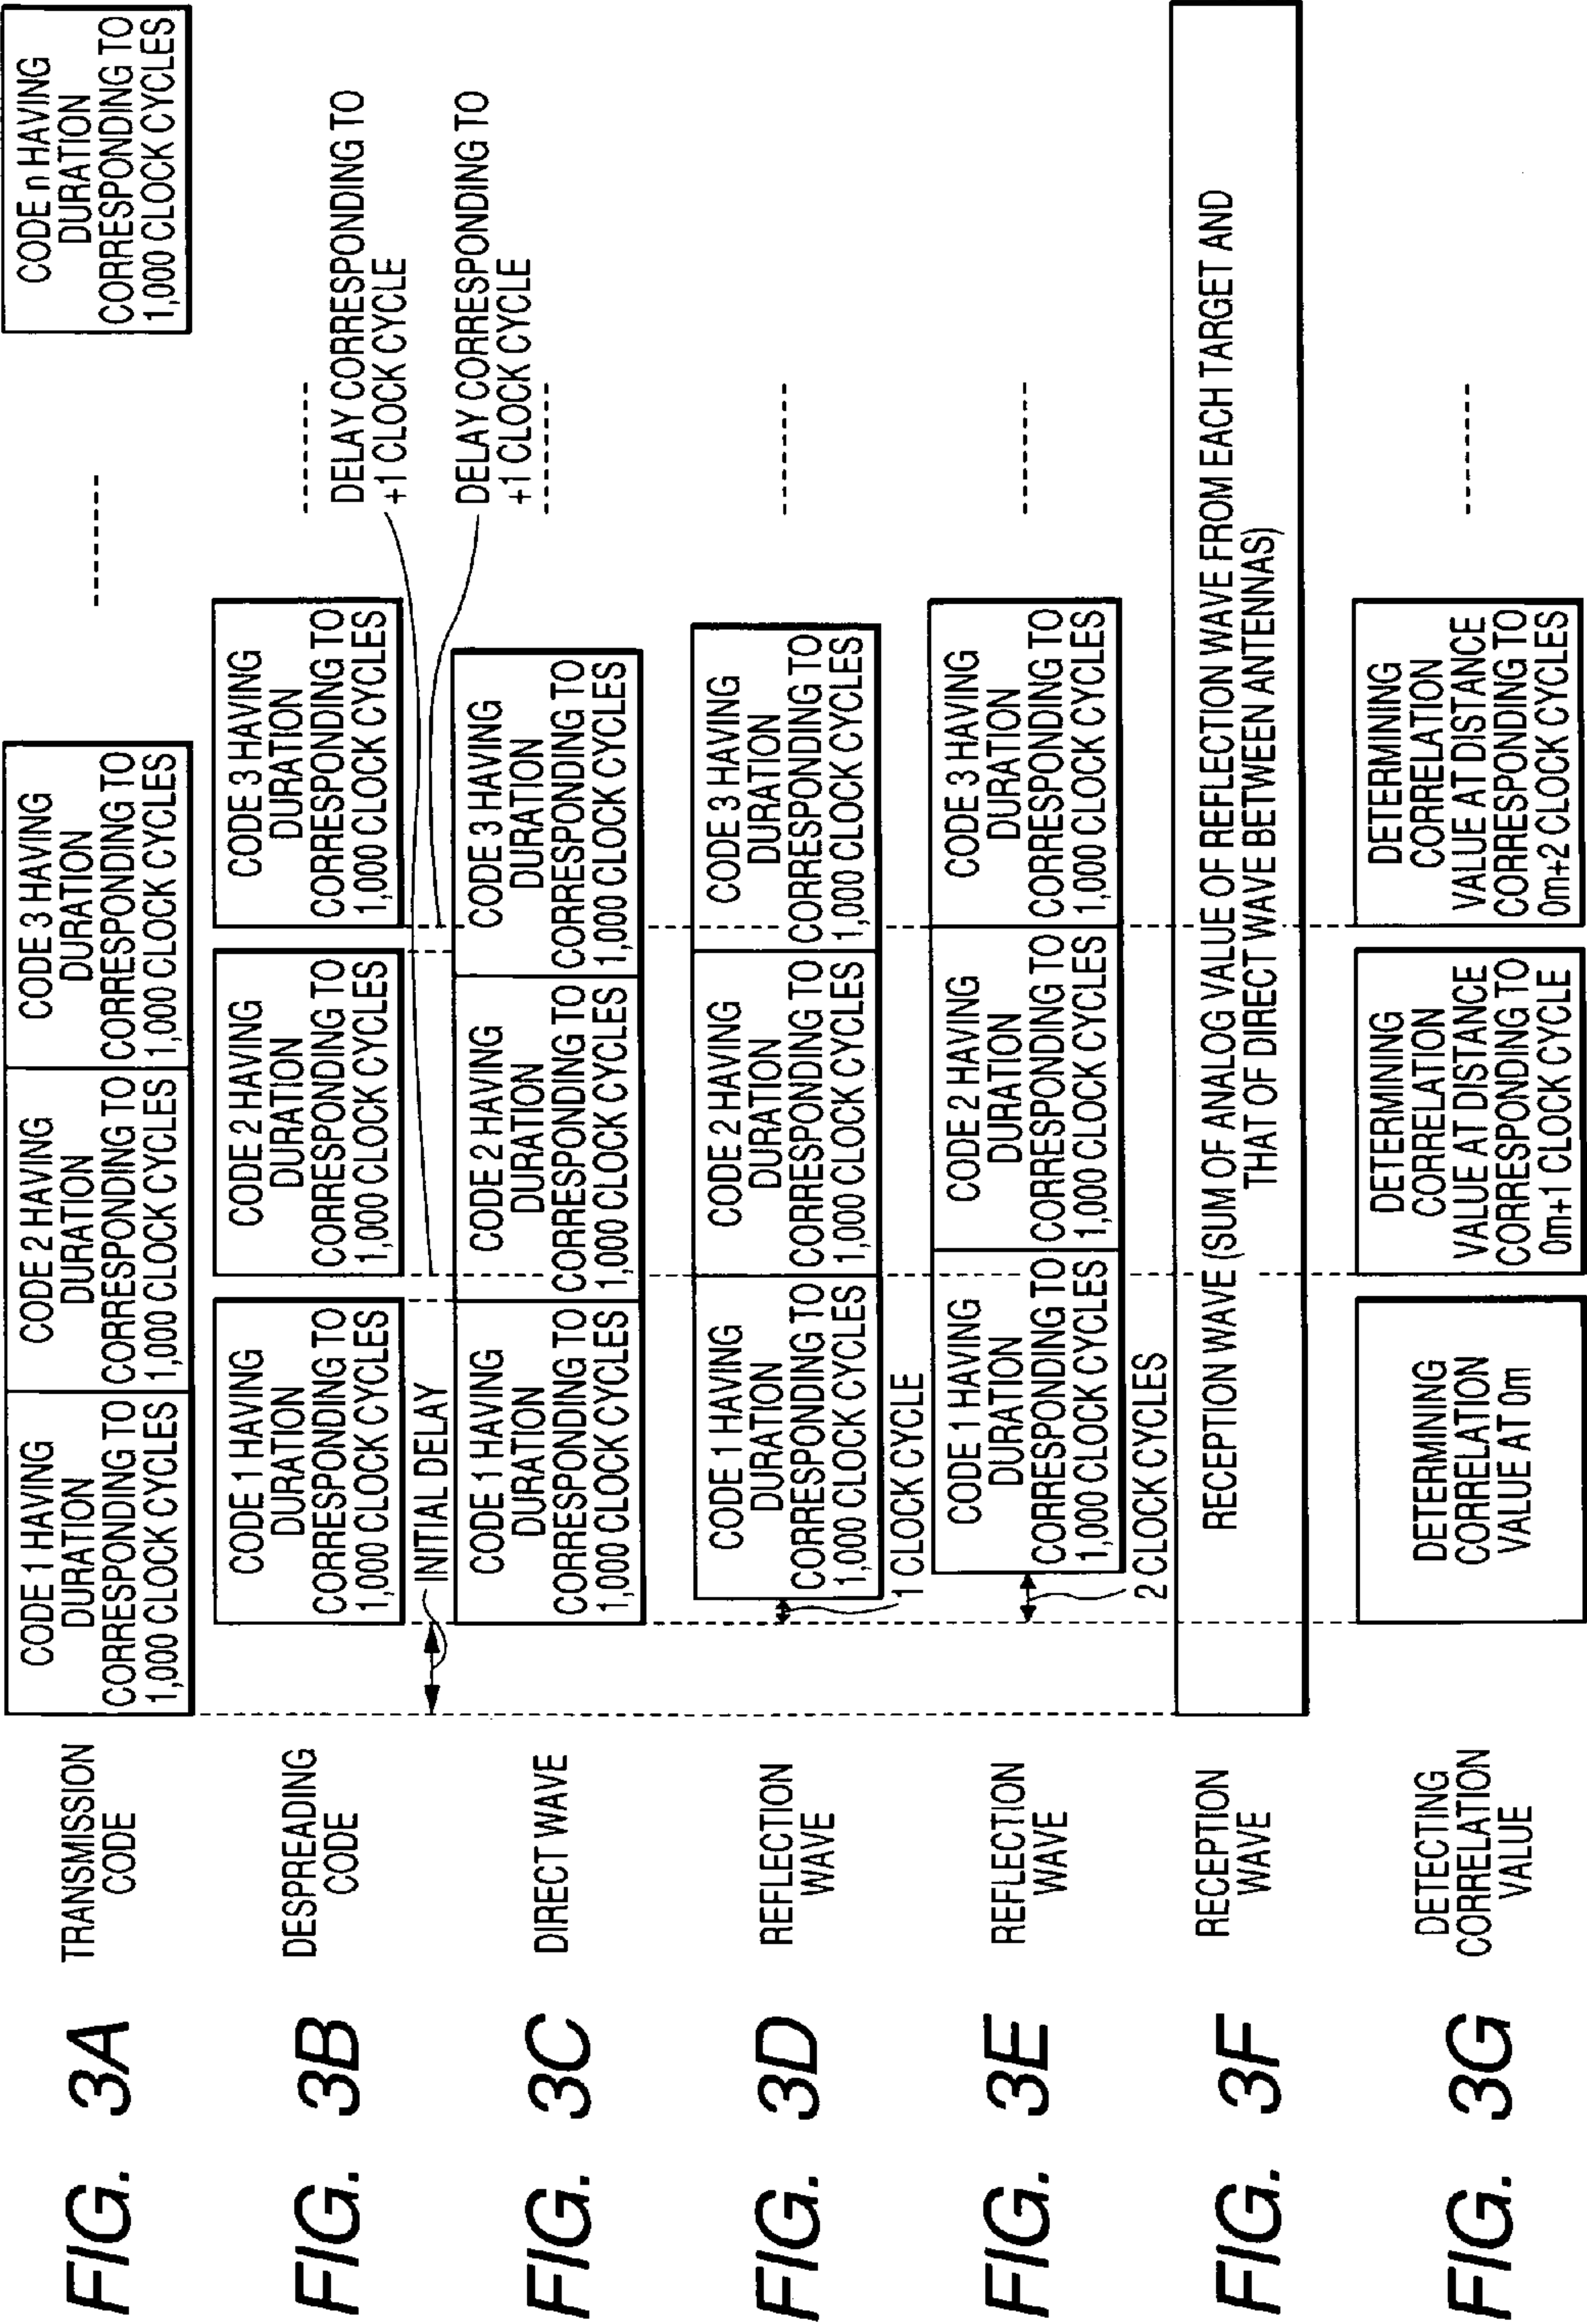 FIG. 3A
TRANSMISSION
CODE
CODE 1 HAVING
DURATION
CORRESPONDING TO
1,000 CLOCK CYCLES
CODE 2 HAVING
DURATION
CORRESPONDING TO
1,000 CLOCK CYCLES
CODE 3 HAVING
DURATION
CORRESPONDING TO
1,000 CLOCK CYCLES
CODE n HAVING
DURATION
CORRESPONDING TO
1,000 CLOCK CYCLES
FIG. 3B
DESPREADING
CODE
CODE 1 HAVING
DURATION
CORRESPONDING TO
1,000 CLOCK CYCLES
CODE 2 HAVING
DURATION
CORRESPONDING TO
1,000 CLOCK CYCLES
CODE 3 HAVING
DURATION
CORRESPONDING TO
1,000 CLOCK CYCLES
DELAY CORRESPONDING TO
+1 CLOCK CYCLE
INITIAL DELAY
DELAY CORRESPONDING TO
+1 CLOCK CYCLE
FIG. 3C
DIRECT WAVE
CODE 1 HAVING
DURATION
CORRESPONDING TO
1,000 CLOCK CYCLES
CODE 2 HAVING
DURATION
CORRESPONDING TO
1,000 CLOCK CYCLES
CODE 3 HAVING
DURATION
CORRESPONDING TO
1,000 CLOCK CYCLES
FIG. 3D
REFLECTION
WAVE
CODE 1 HAVING
DURATION
CORRESPONDING TO
1,000 CLOCK CYCLES
CODE 2 HAVING
DURATION
CORRESPONDING TO
1,000 CLOCK CYCLES
CODE 3 HAVING
DURATION
CORRESPONDING TO
1,000 CLOCK CYCLES
1 CLOCK CYCLE
FIG. 3E
REFLECTION
WAVE
CODE 1 HAVING
DURATION
CORRESPONDING TO
1,000 CLOCK CYCLES
CODE 2 HAVING
DURATION
CORRESPONDING TO
1,000 CLOCK CYCLES
CODE 3 HAVING
DURATION
CORRESPONDING TO
1,000 CLOCK CYCLES
2 CLOCK CYCLES
FIG. 3F
RECEPTION
WAVE
RECEPTION WAVE (SUM OF ANALOG VALUE OF REFLECTION WAVE FROM EACH TARGET AND
THAT OF DIRECT WAVE BETWEEN ANTENNAS)
FIG. 3G
DETECTING
CORRELATION
VALUE
DETERMINING
CORRELATION
VALUE AT 0m
DETERMINING
CORRELATION
VALUE AT DISTANCE
CORRESPONDING TO
0m+1 CLOCK CYCLE
DETERMINING
CORRELATION
VALUE AT DISTANCE
CORRESPONDING TO
0m+2 CLOCK CYCLES